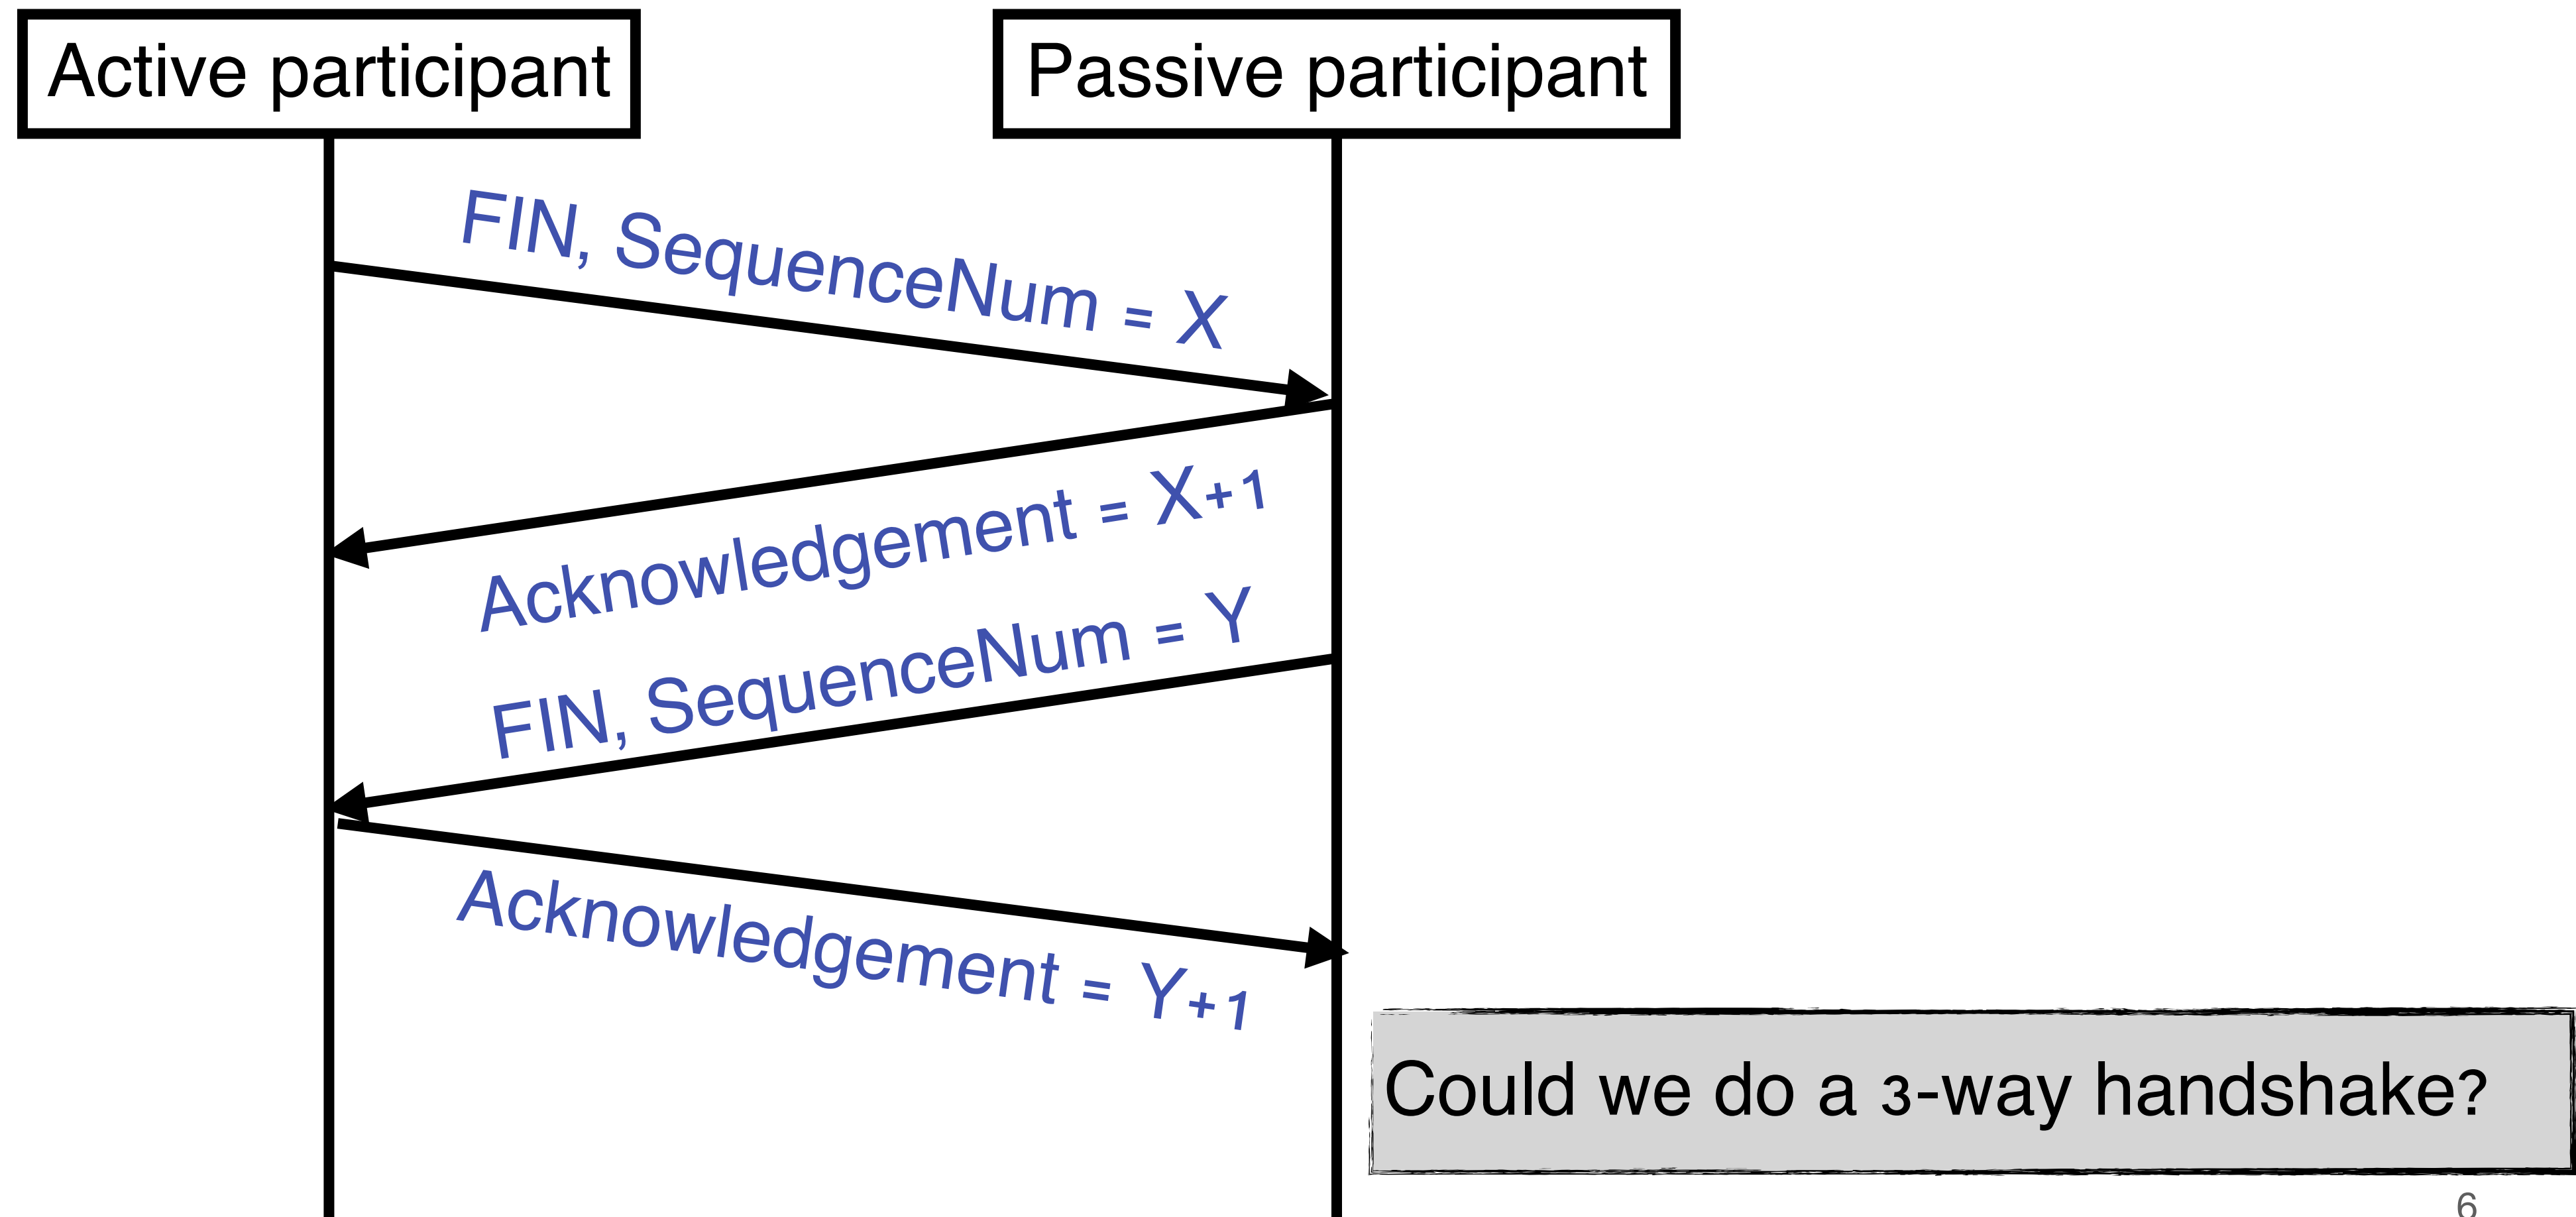 Active participant
Passive participant
FIN, SequenceNum = X
Acknowledgement = X+1
FIN, SequenceNum = Y
Acknowledgement = Y+1
Could we do a 3-way handshake?
6